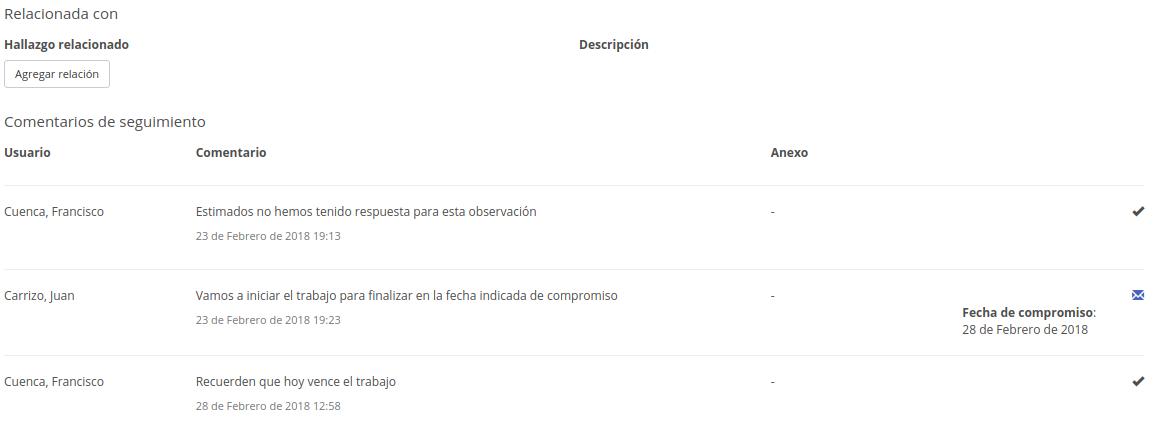 Relacionada con
Hallazgo relacionado Descripción
Agregar relación
Comentarios de seguimiento
Usuario Comentario Anexo
Cuenca, Francisco Estimados no hemos tenido respuesta para esta observación -
23 de Febrero de 2018 19:13
Carrizo, Juan Vamos a iniciar el trabajo para finalizar en la fecha indicada de compromiso -
Fecha de compromiso:
23 de Febrero de 2018 19:23
28 de Febrero de 2018
Cuenca, Francisco Recuerden que hoy vence el trabajo -
28 de Febrero de 2018 12:58